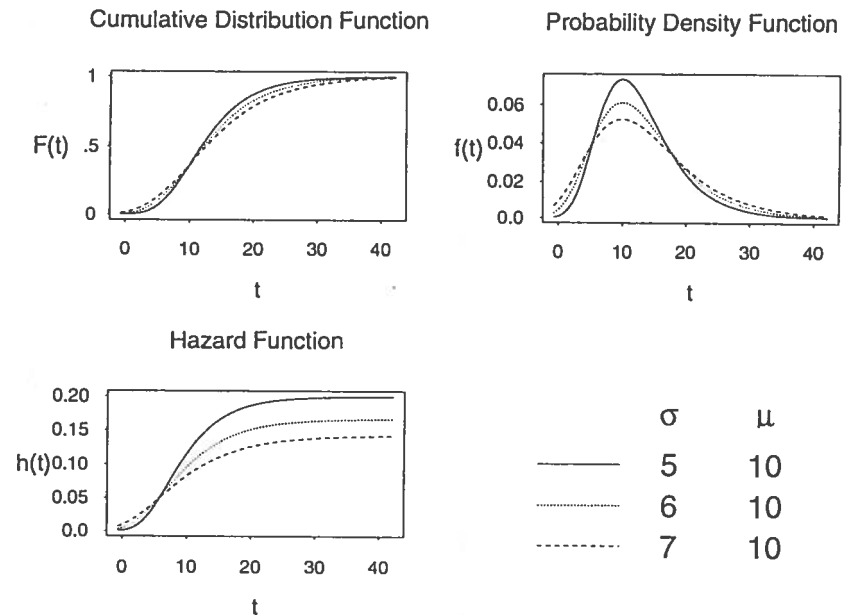 Cumulative Distribution Function
1
F(t)
.5
0
0 10 20 30 40
t
Probability Density Function
0.06
f(t)
0.04
0.02
0.0
0 10 20 30 40
t
Hazard Function
0.20
0.15
h(t)
0.10
0.05
0.0
0 10 20 30 40
t
σ μ
5 10
6 10
7 10